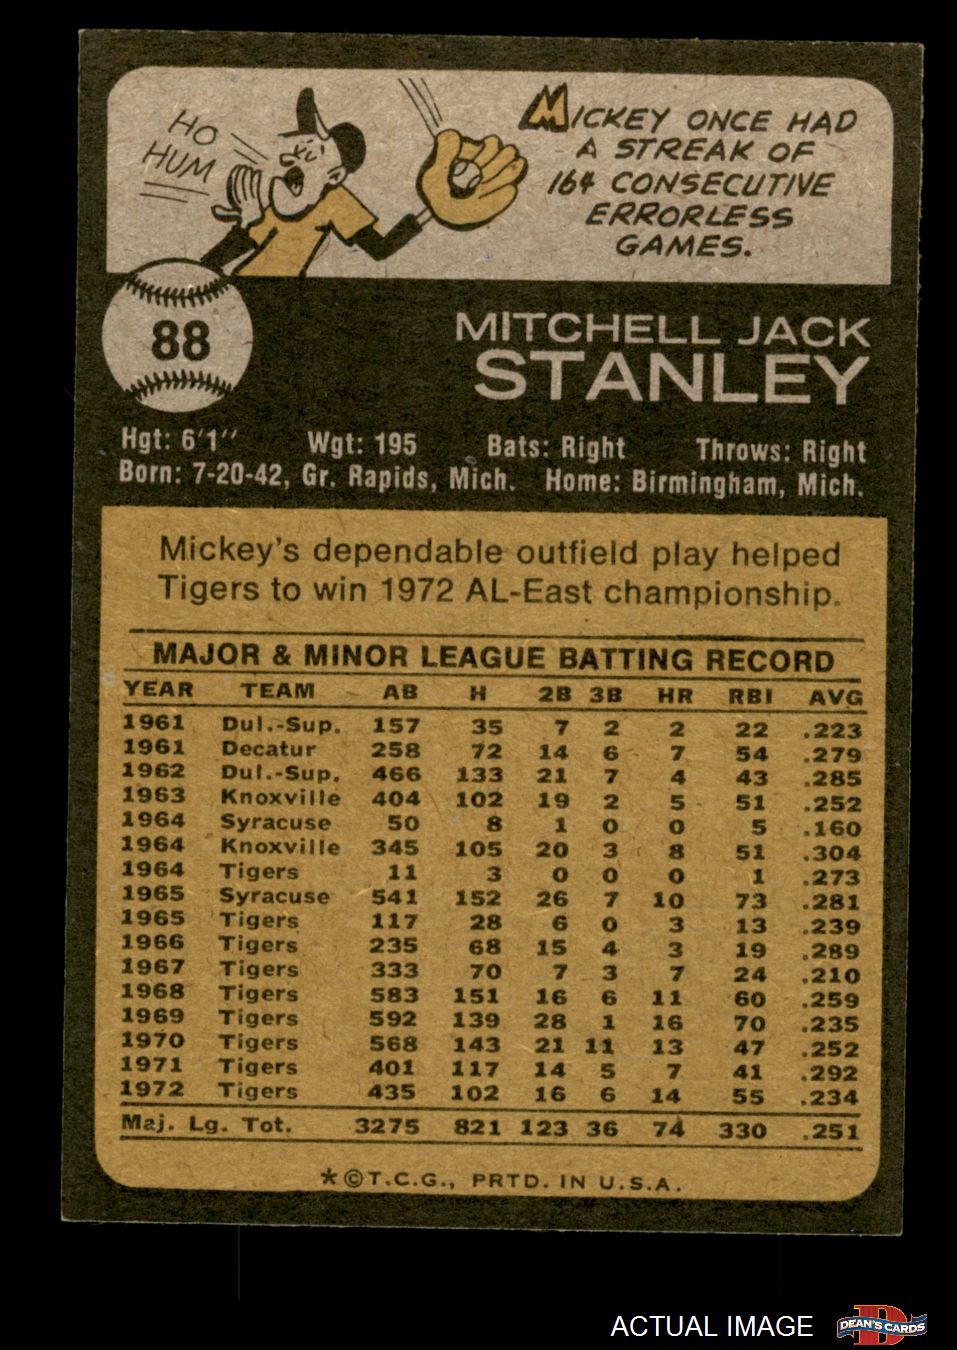 HO
HUM
MICKEY ONCE HAD
A STREAK OF
164 CONSECUTIVE
ERRORLESS
GAMES.
88
MITCHELL JACK
STANLEY
Hgt: 6'1" Wgt: 195 Bats: Right Throws: Right
Born: 7-20-42, Gr. Rapids, Mich. Home: Birmingham, Mich.
Mickey's dependable outfield play helped
Tigers to win 1972 AL-East championship.
MAJOR & MINOR LEAGUE BATTING RECORD
YEAR TEAM AB H 2B 3B HR RBI AVG
1961 Dul.-Sup. 157 35 7 2 2 22 .223
1961 Decatur 258 72 14 6 7 54 .279
1962 Dul.-Sup. 466 133 21 7 4 43 .285
1963 Knoxville 404 102 19 2 5 51 .252
1964 Syracuse 50 8 1 0 0 5 .160
1964 Knoxville 345 105 20 3 8 51 .304
1964 Tigers 11 3 0 0 0 1 .273
1965 Syracuse 541 152 26 7 10 73 .281
1965 Tigers 117 28 6 0 3 13 .239
1966 Tigers 235 68 15 4 3 19 .289
1967 Tigers 333 70 7 3 7 24 .210
1968 Tigers 583 151 16 6 11 60 .259
1969 Tigers 592 139 28 1 16 70 .235
1970 Tigers 568 143 21 11 13 47 .252
1971 Tigers 401 117 14 5 7 41 .292
1972 Tigers 435 102 16 6 14 55 .234
Maj. Lg. Tot. 3275 821 123 36 74 330 .251
*©T.C.G., PRTD. IN U.S.A.
ACTUAL IMAGE
D
DEAN'S CARDS